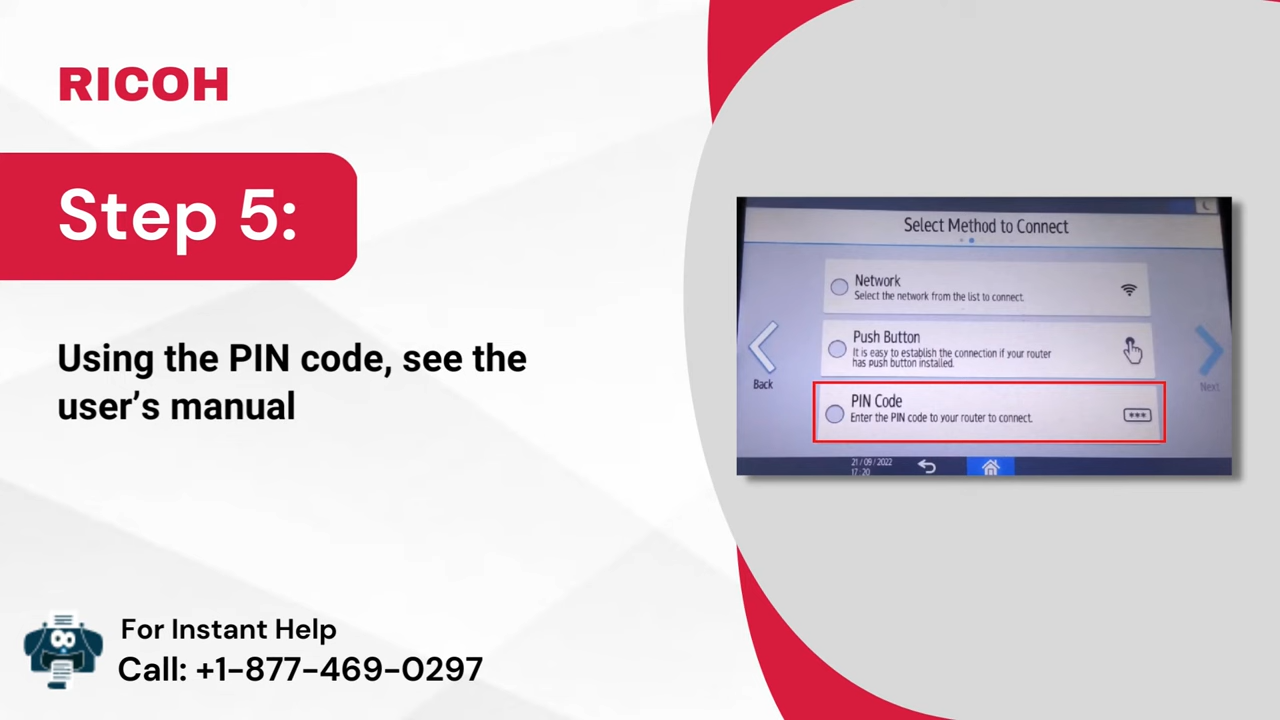 RICOH
Step 5:
Using the PIN code, see the
user’s manual
For Instant Help
Call: +1-877-469-0297
Select Method to Connect
Network
Select the network from the list to connect.
Push Button
It is easy to establish the connection if your router
has push button installed.
PIN Code
Enter the PIN code to your router to connect.
***
Back
Next
21/09/2022
17:20